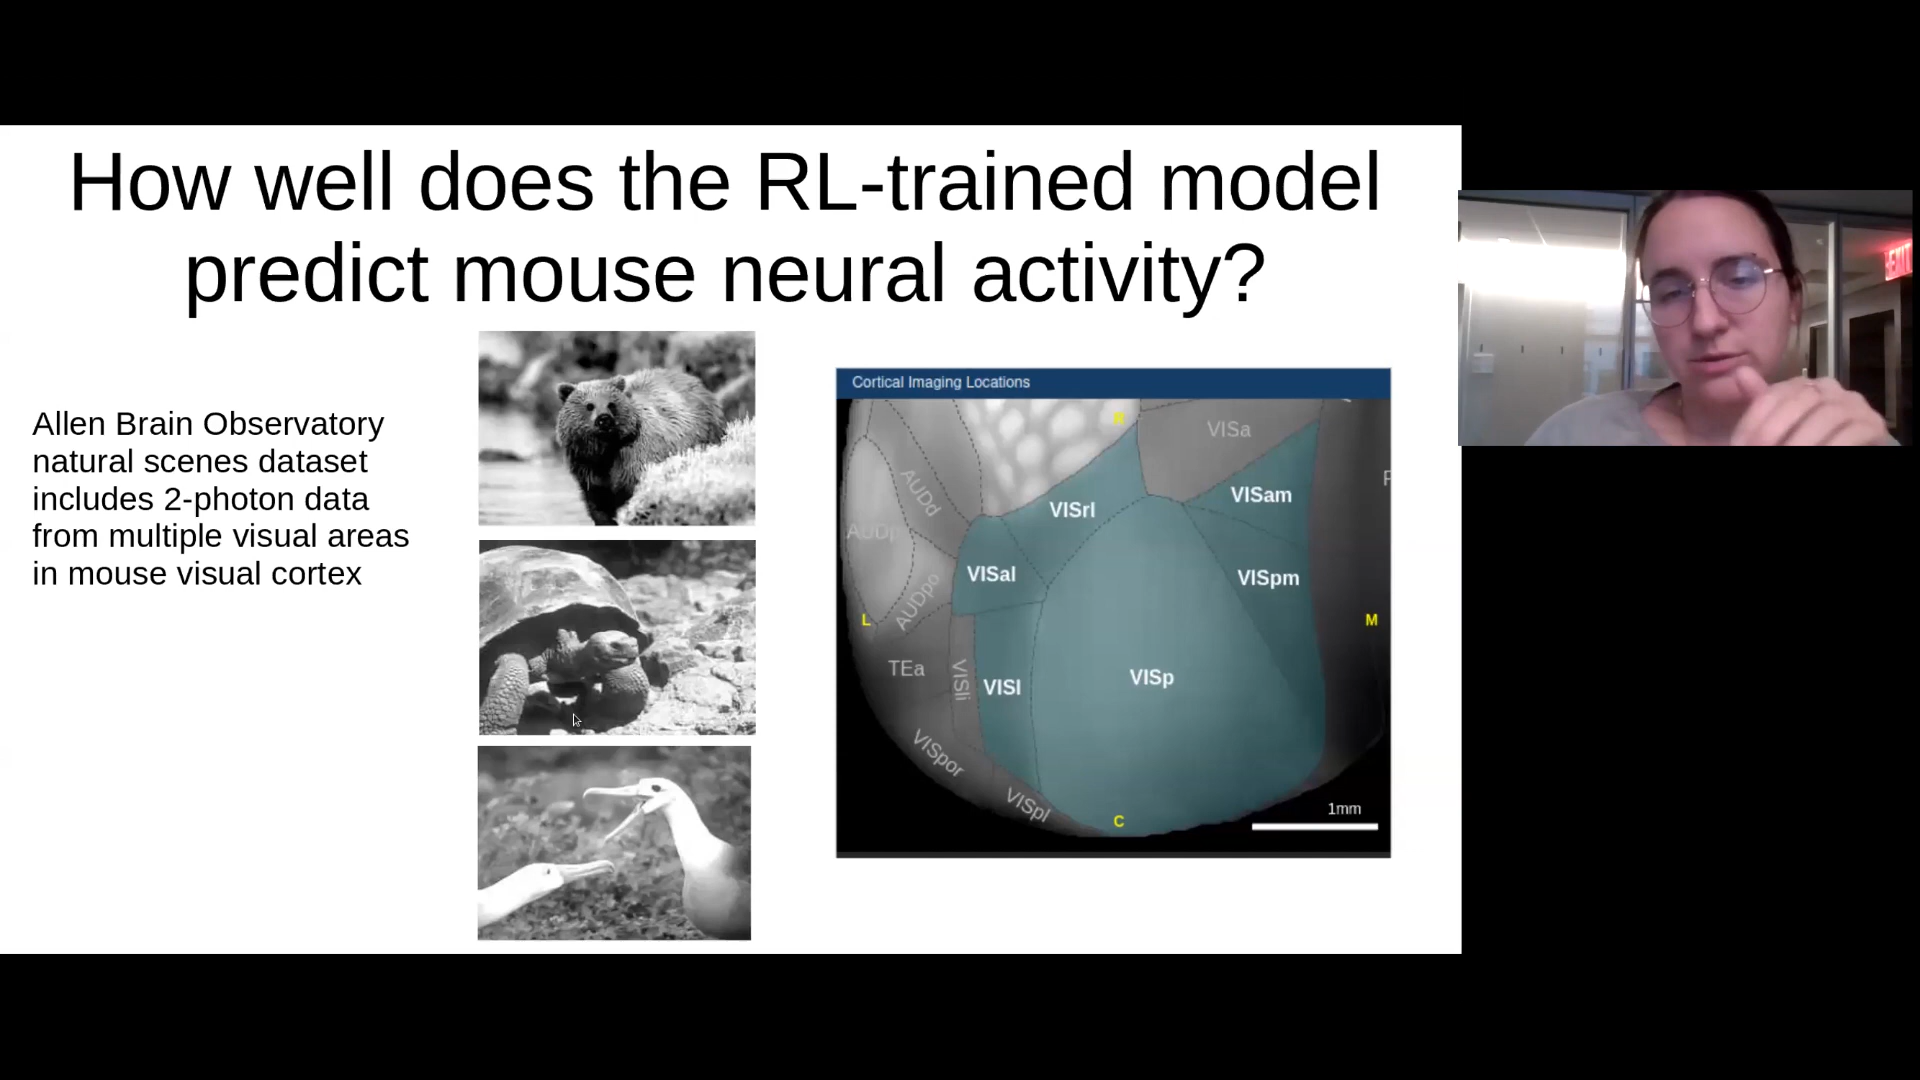 How well does the RL-trained model
predict mouse neural activity?
Allen Brain Observatory
natural scenes dataset
includes 2-photon data
from multiple visual areas
in mouse visual cortex
Cortical Imaging Locations
R
VISa
AUDd
VISrl
VISam
AUDp
VISal
VISpm
AUDpo
L
M
TEa
VISli
VISl
VISp
VISpor
VISpl
C
1mm
EXIT